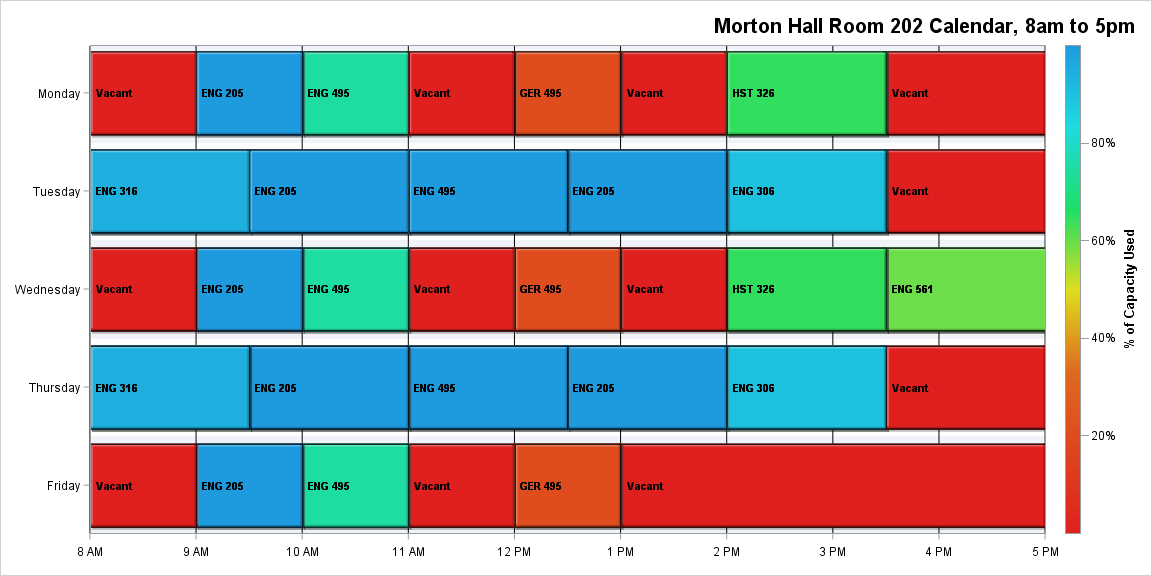 Morton Hall Room 202 Calendar, 8am to 5pm
Monday
Vacant
ENG 205
ENG 495
Vacant
GER 495
Vacant
HST 326
Vacant
Tuesday
ENG 316
ENG 205
ENG 495
ENG 205
ENG 306
Vacant
Wednesday
Vacant
ENG 205
ENG 495
Vacant
GER 495
Vacant
HST 326
ENG 561
Thursday
ENG 316
ENG 205
ENG 495
ENG 205
ENG 306
Vacant
Friday
Vacant
ENG 205
ENG 495
Vacant
GER 495
Vacant
8 AM
9 AM
10 AM
11 AM
12 PM
1 PM
2 PM
3 PM
4 PM
5 PM
80%
60%
40%
20%
% of Capacity Used